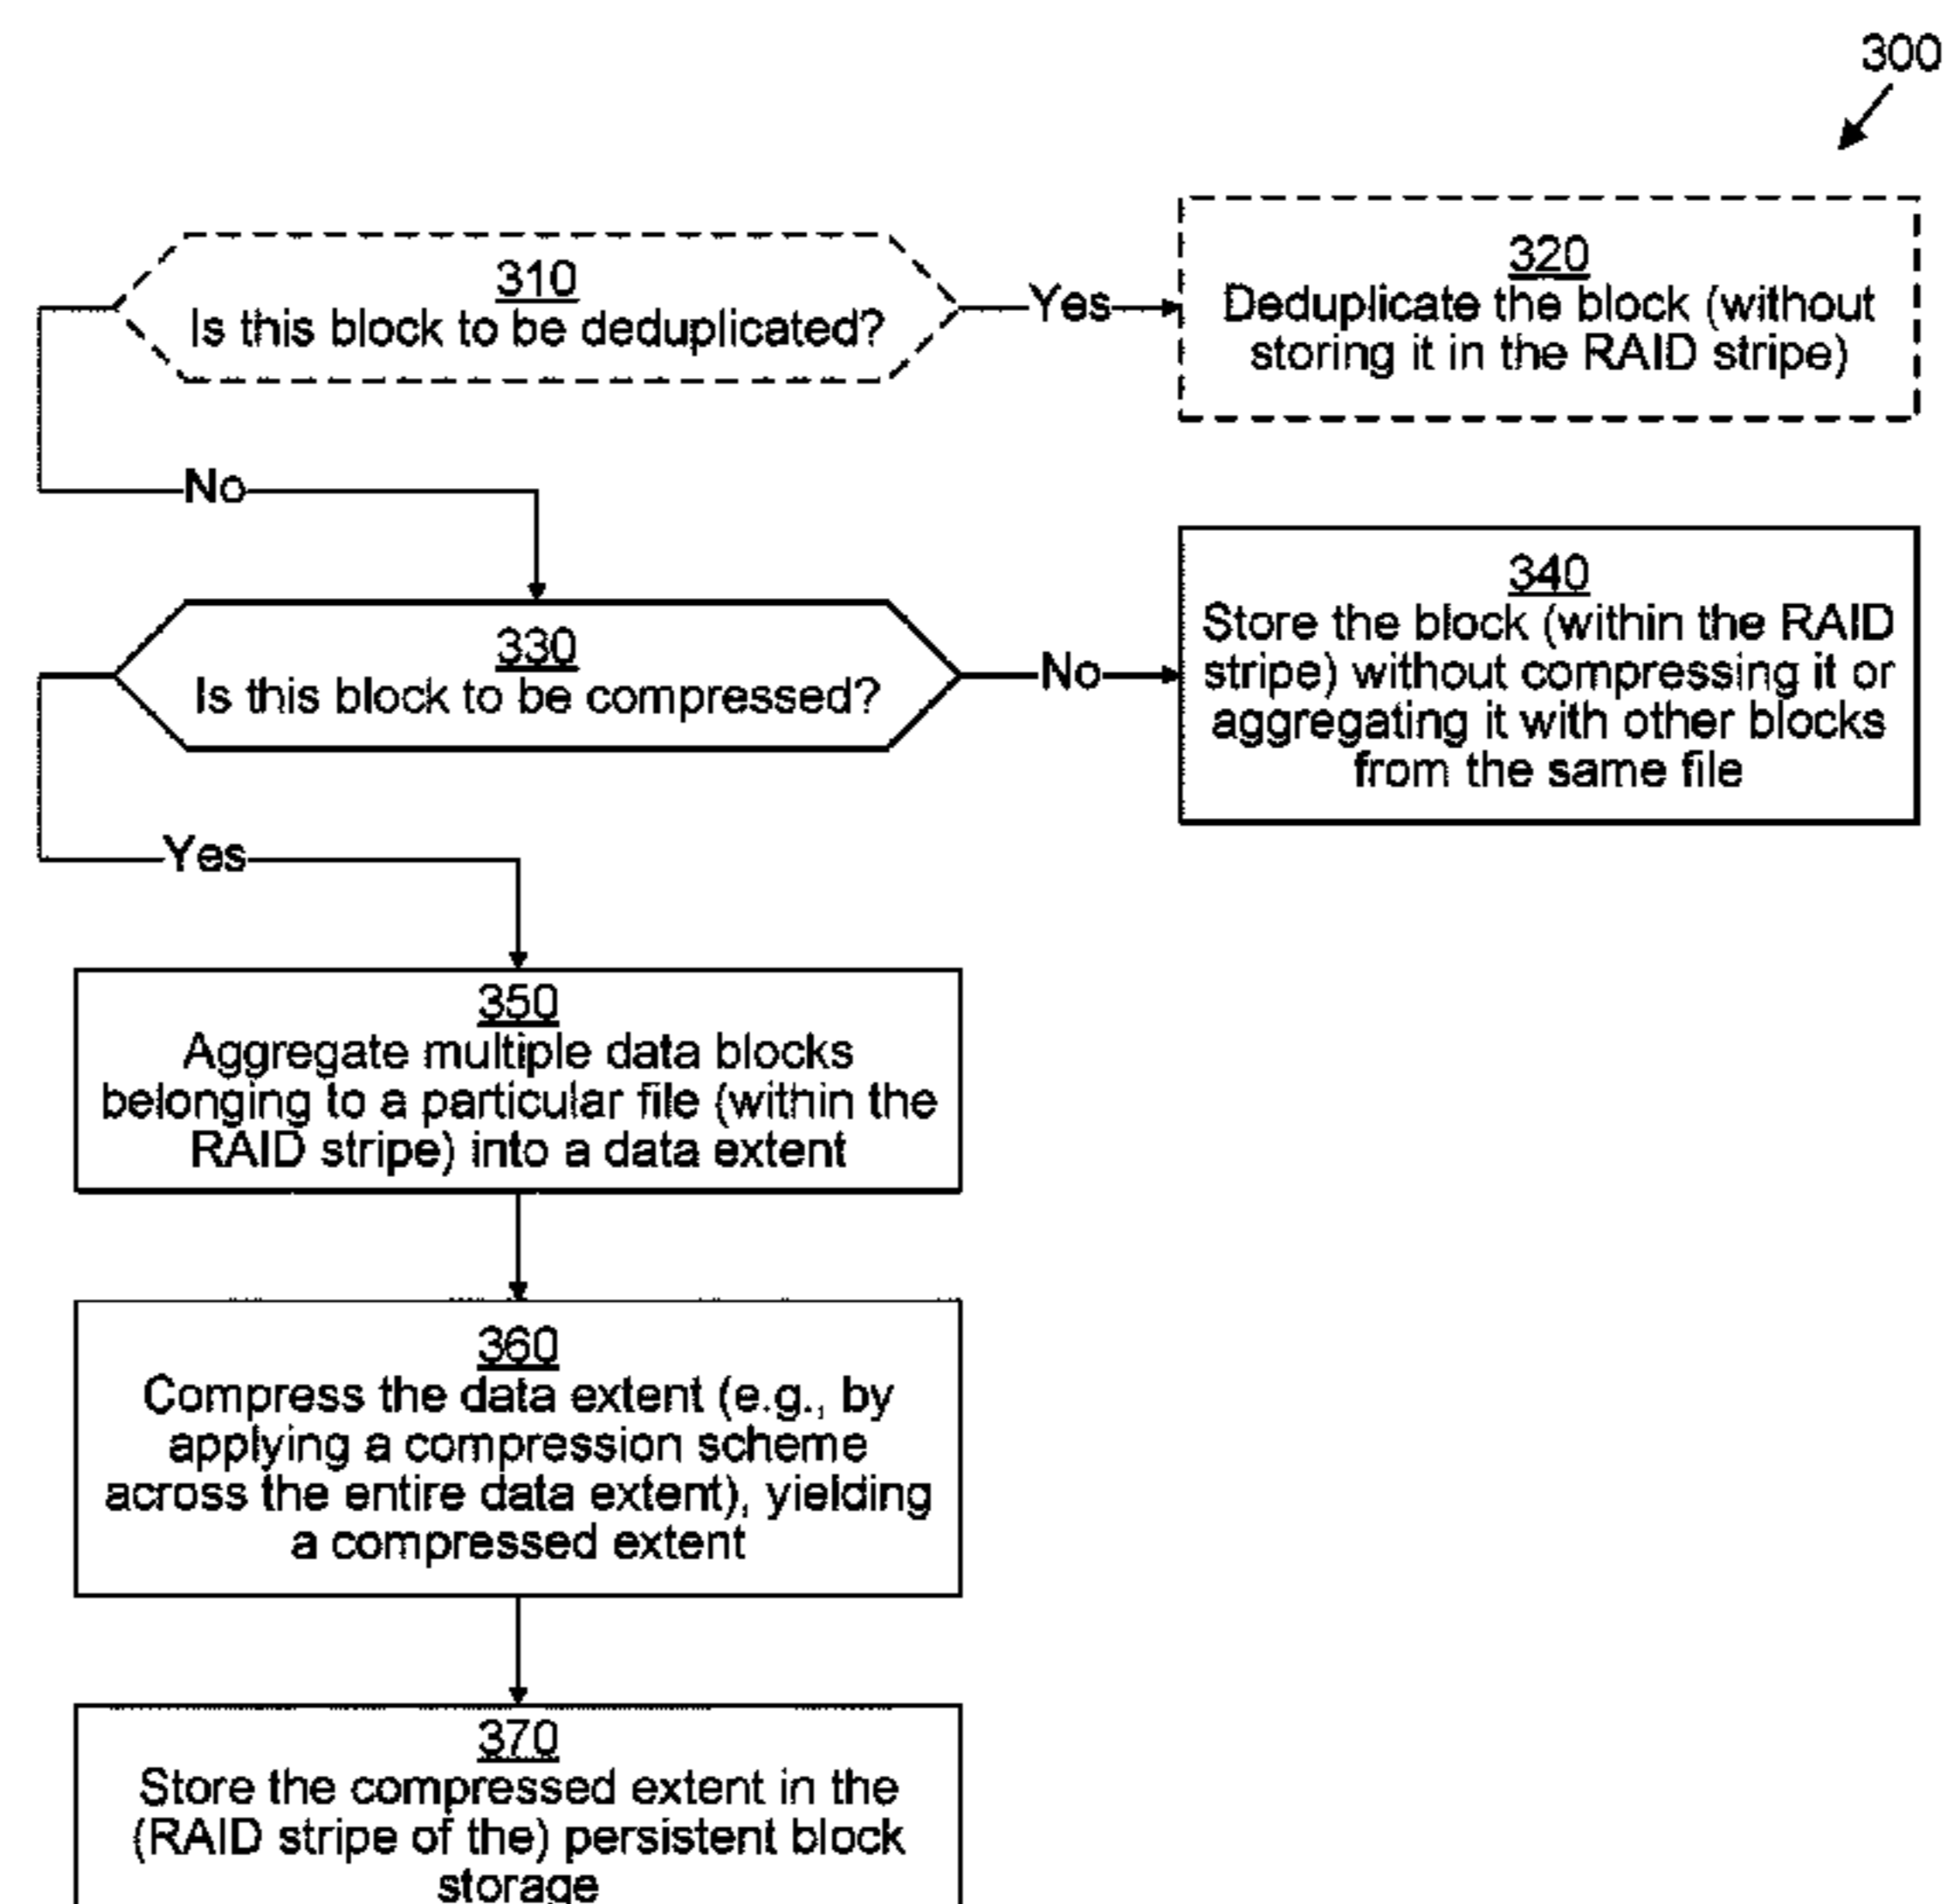 300
310
Is this block to be deduplicated?
Yes
320
Deduplicate the block (without
storing it in the RAID stripe)
No
330
Is this block to be compressed?
No
340
Store the block (within the RAID
stripe) without compressing it or
aggregating it with other blocks
from the same file
Yes
350
Aggregate multiple data blocks
belonging to a particular file (within the
RAID stripe) into a data extent
360
Compress the data extent (e.g., by
applying a compression scheme
across the entire data extent), yielding
a compressed extent
370
Store the compressed extent in the
(RAID stripe of the) persistent block
storage